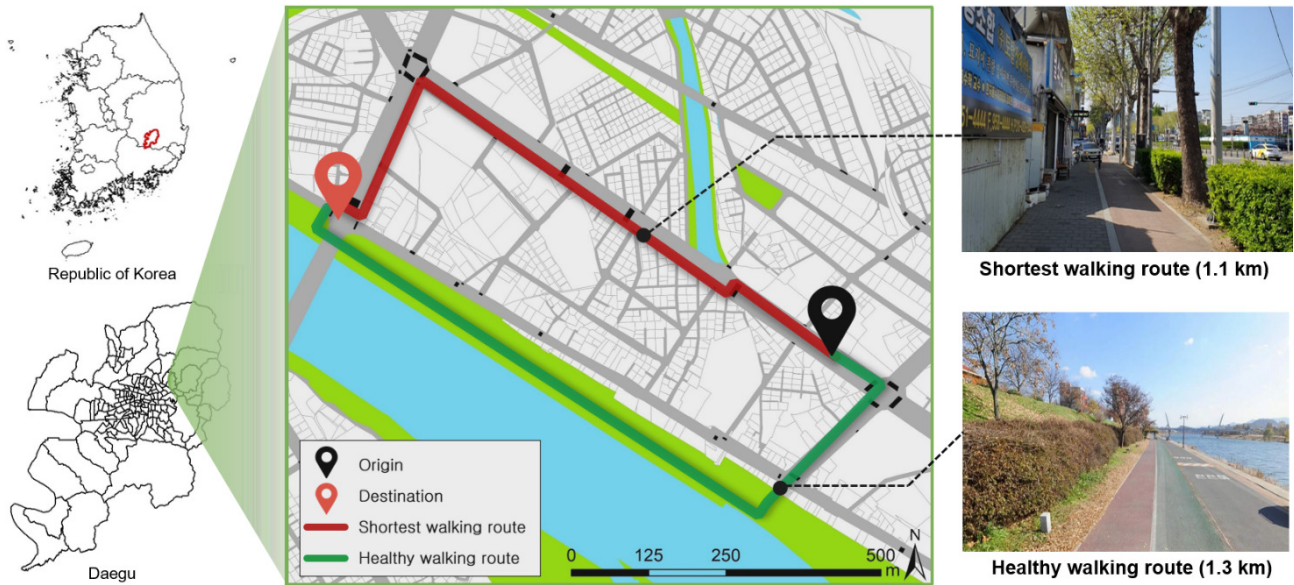 Republic of Korea
Daegu
Origin
Destination
Shortest walking route
Healthy walking route
0 125 250 500
m
N
Shortest walking route (1.1 km)
Healthy walking route (1.3 km)